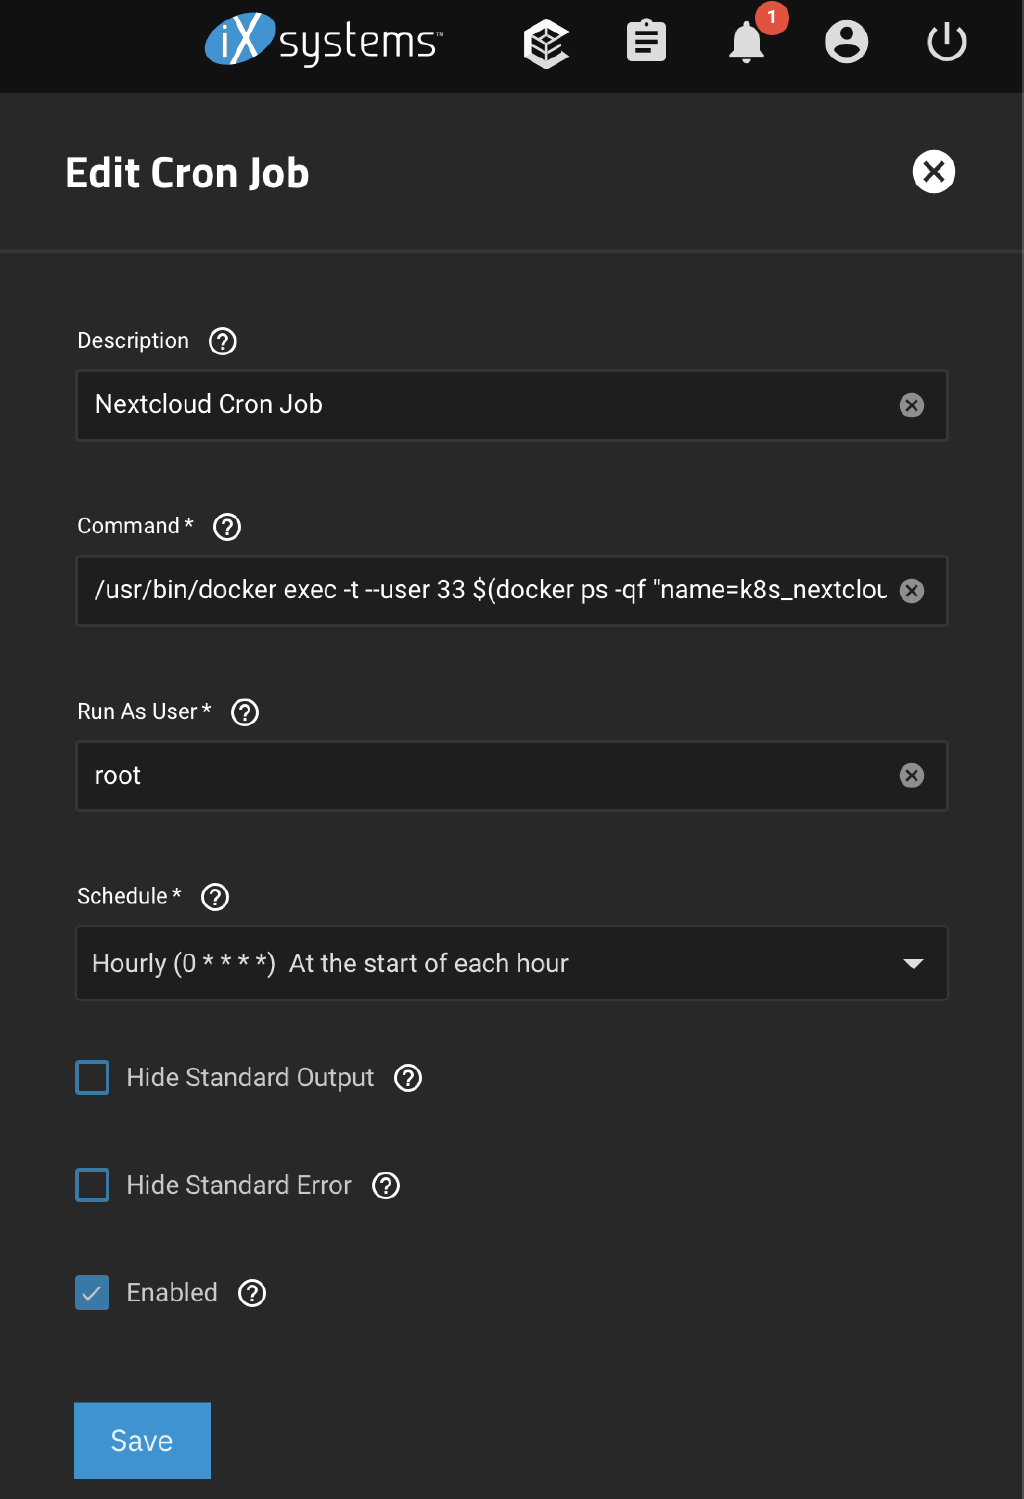 iXsystems™
1
Edit Cron Job
Description
Nextcloud Cron Job
Command *
/usr/bin/docker exec -t --user 33 $(docker ps -qf "name=k8s_nextclou
Run As User *
root
Schedule *
Hourly (0 * * * *) At the start of each hour
Hide Standard Output
Hide Standard Error
Enabled
Save